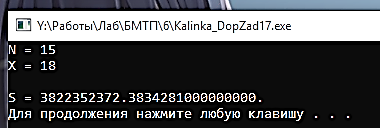 Y:\Работы\Лаб\БМТП\6\Kalinka_DopZad17.exe
N = 15
X = 18
S = 3822352372.3834281000000000.
Для продолжения нажмите любую клавишу . . .